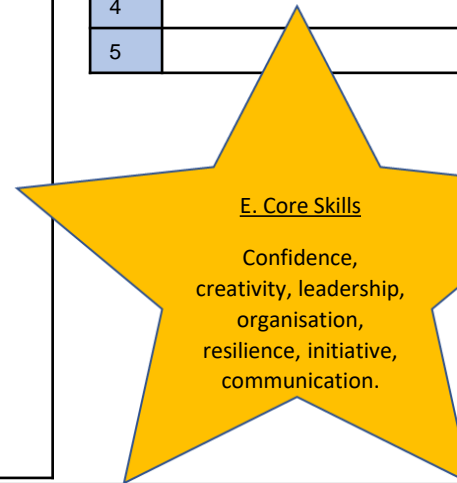 4
5
E. Core Skills
Confidence,
creativity, leadership,
organisation,
resilience, initiative,
communication.